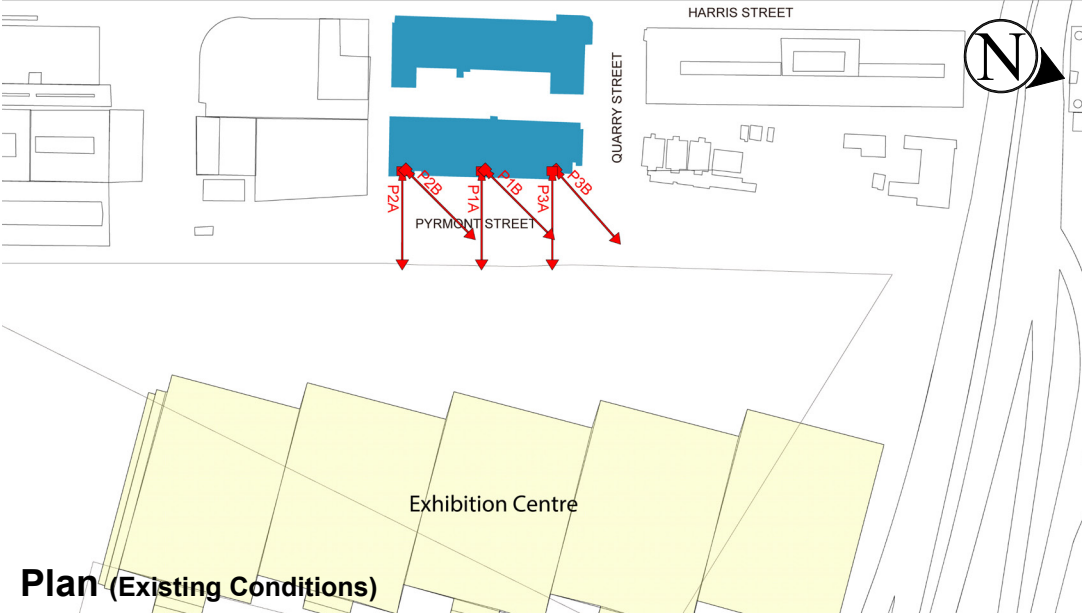 HARRIS STREET
N
QUARRY STREET
P2A
P2B
P1A
P1B
P3A
P3B
PYRMONT STREET
Exhibition Centre
Plan (Existing Conditions)